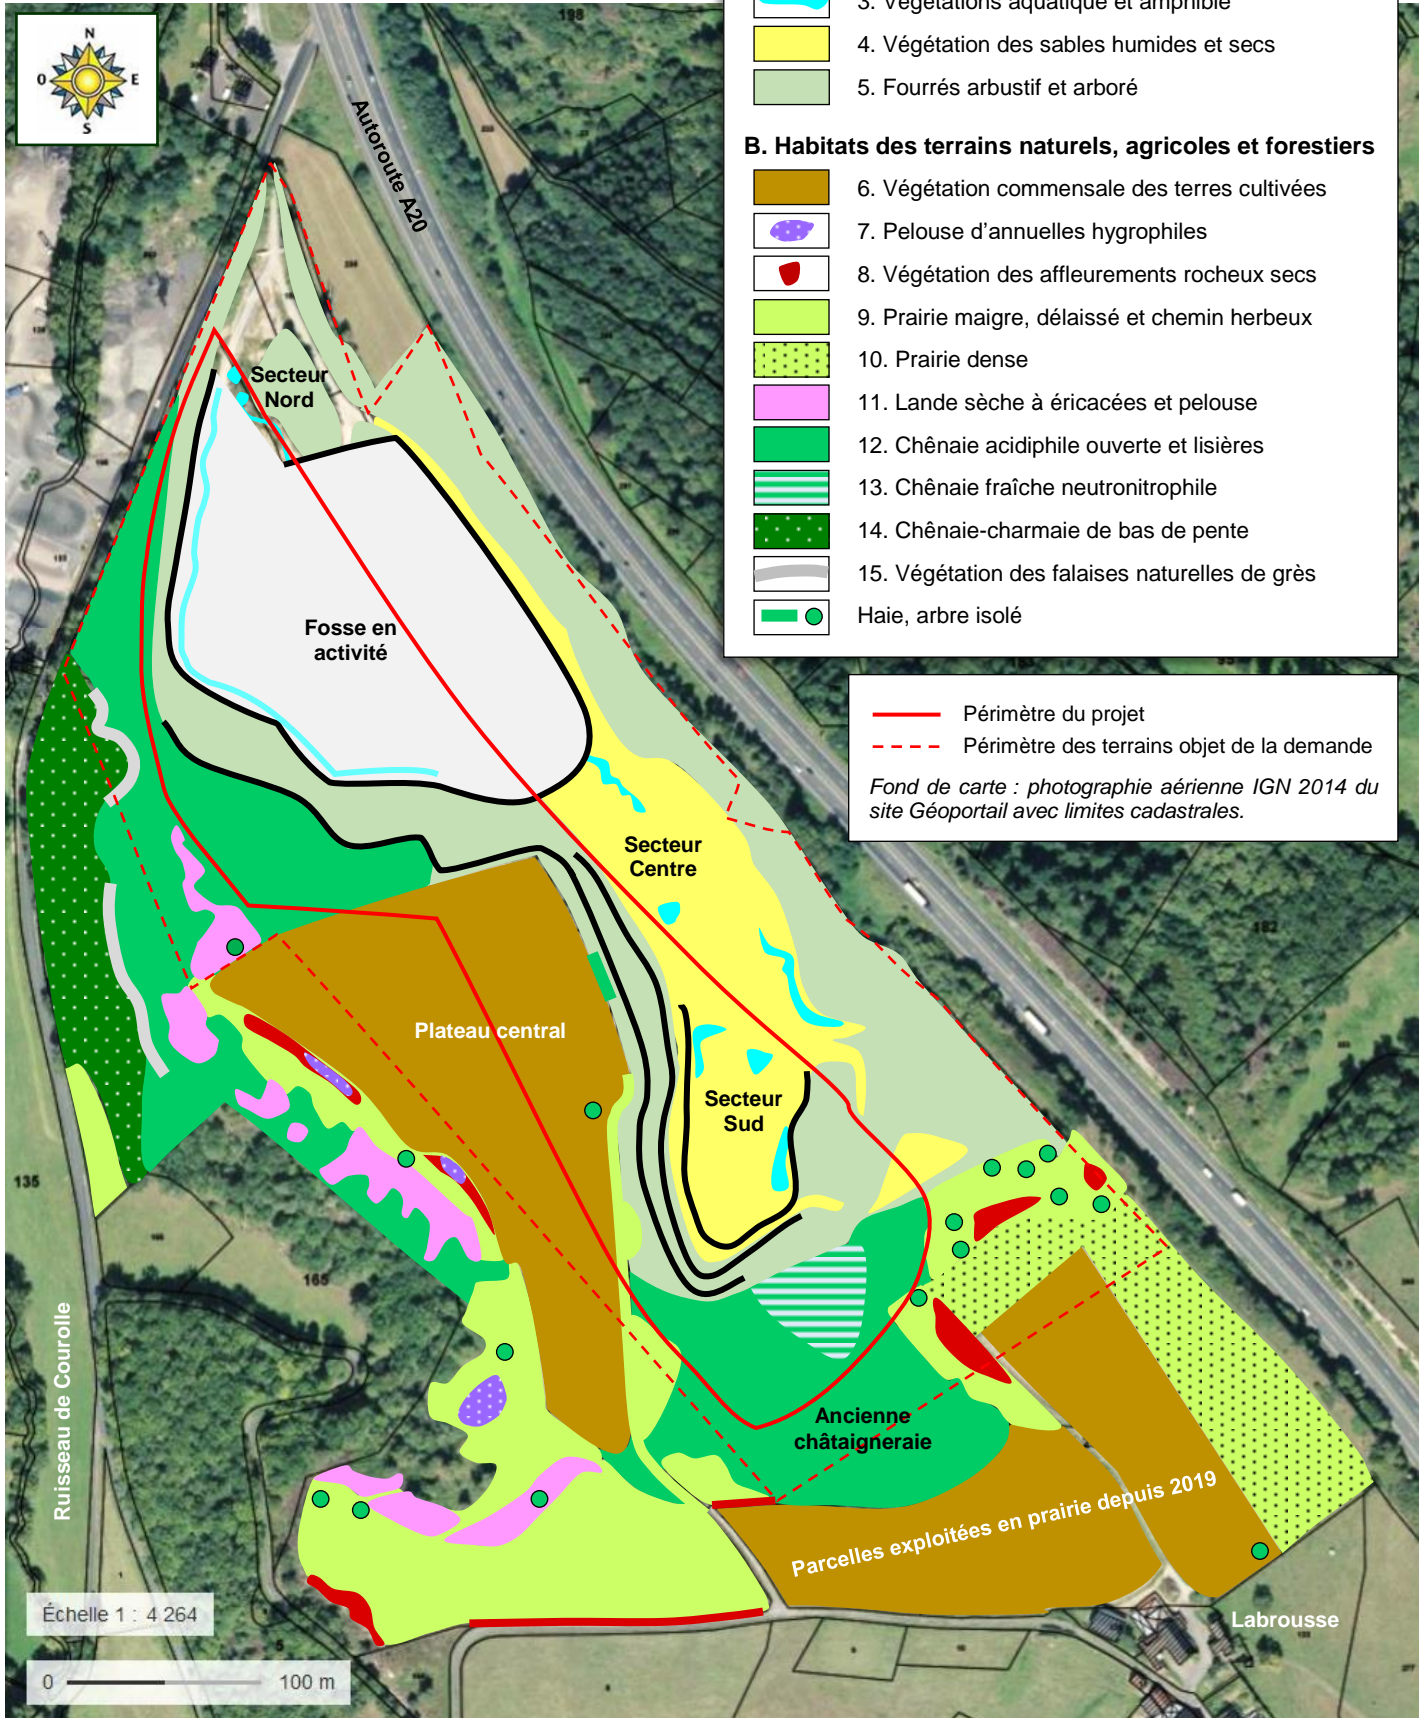 N
O
E
S
198
Autoroute A20
3. Végétations aquatique et amphibie
4. Végétation des sables humides et secs
5. Fourrés arbustif et arboré
B. Habitats des terrains naturels, agricoles et forestiers
6. Végétation commensale des terres cultivées
7. Pelouse d'annuelles hygrophiles
8. Végétation des affleurements rocheux secs
9. Prairie maigre, délaissé et chemin herbeux
10. Prairie dense
11. Lande sèche à éricacées et pelouse
12. Chênaie acidiphile ouverte et lisières
13. Chênaie fraîche neutronitrophile
14. Chênaie-charmaie de bas de pente
15. Végétation des falaises naturelles de grès
Haie, arbre isolé
Périmètre du projet
Périmètre des terrains objet de la demande
Fond de carte : photographie aérienne IGN 2014 du
site Géoportail avec limites cadastrales.
Secteur
Nord
Fosse en
activité
Secteur
Centre
182
Plateau central
Secteur
Sud
135
165
Ruisseau de Courolle
Ancienne
châtaigneraie
Parcelles exploitées en prairie depuis 2019
Labrousse
Échelle 1 : 4 264
0
100 m